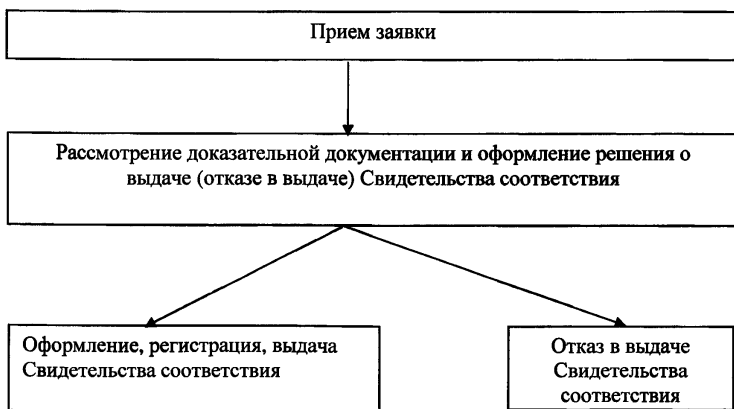 Прием заявки
Рассмотрение доказательной документации и оформление решения о
выдаче (отказе в выдаче) Свидетельства соответствия
Оформление, регистрация, выдача
Свидетельства соответствия
Отказ в выдаче
Свидетельства
соответствия